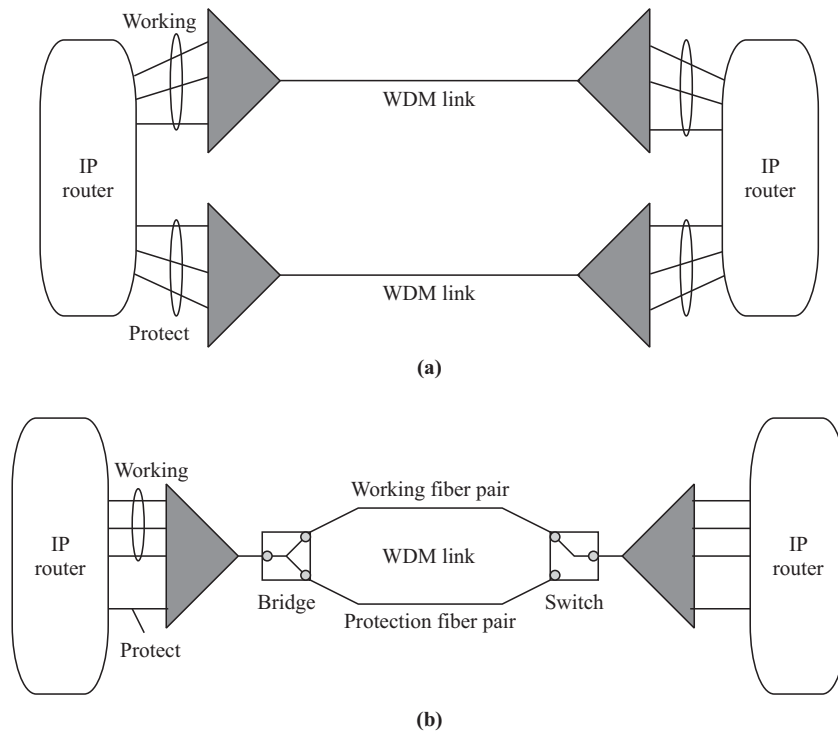 Working
IP
router
WDM link
IP
router
WDM link
Protect
(a)
Working
Working fiber pair
IP
router
WDM link
IP
router
Bridge
Switch
Protection fiber pair
Protect
(b)